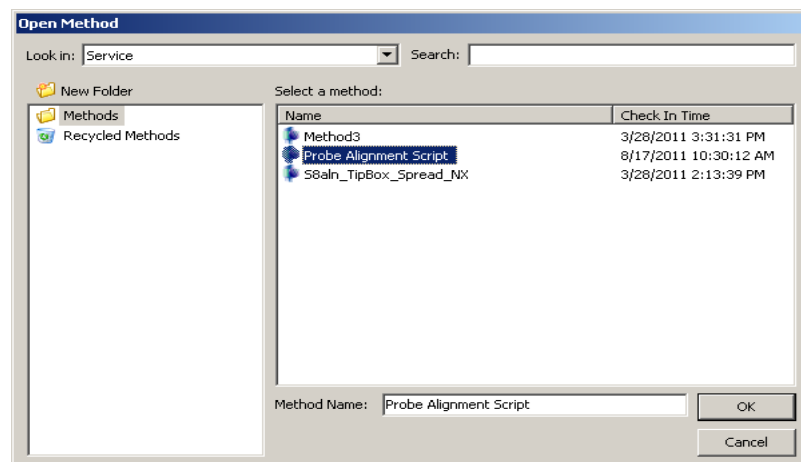 Open Method
Look in: Service Search:
New Folder
Select a method:
Methods
Recycled Methods
Name Check In Time
Method3 3/28/2011 3:31:31 PM
Probe Alignment Script 8/17/2011 10:30:12 AM
S8aln_TipBox_Spread_NX 3/28/2011 2:13:39 PM
Method Name: Probe Alignment Script OK
Cancel